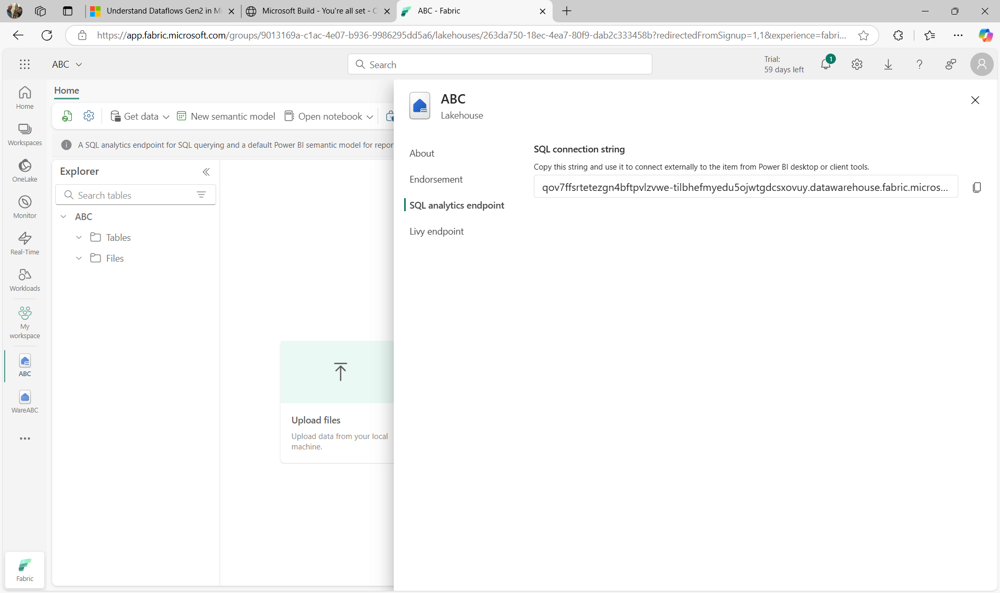 Understand Dataflows Gen2 in Mi
Microsoft Build - You're all set - C
ABC - Fabric
https://app.fabric.microsoft.com/groups/9013169a-c1ac-4e07-b936-9986295dd5a6/lakehouses/263da750-18ec-4ea7-80f9-dab2c333458b?redirectedFromSignup=1,1&experience=fabri...
ABC
Search
Trial:
59 days left
1
Home
Workspaces
OneLake
Monitor
Real-Time
Workloads
My
workspace
ABC
WareABC
Fabric
Home
Get data
New semantic model
Open notebook
A SQL analytics endpoint for SQL querying and a default Power BI semantic model for repor
Explorer
Search tables
ABC
Tables
Files
Upload files
Upload data from your local
machine.
ABC
Lakehouse
About
Endorsement
SQL analytics endpoint
Livy endpoint
SQL connection string
Copy this string and use it to connect externally to the item from Power BI desktop or client tools.
qov7ffsrtetezgn4bftpvlzvwe-tilbhefmyedu5ojwtgdcsxovuy.datawarehouse.fabric.micros...